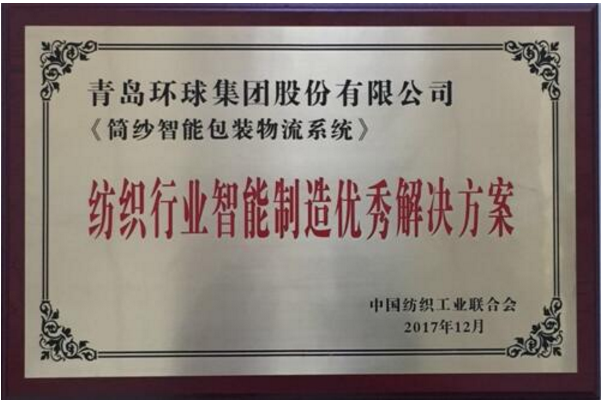 青岛环球集团股份有限公司
《筒纱智能包装物流系统》
纺织行业智能制造优秀解决方案
中国纺织工业联合会
2017年12月